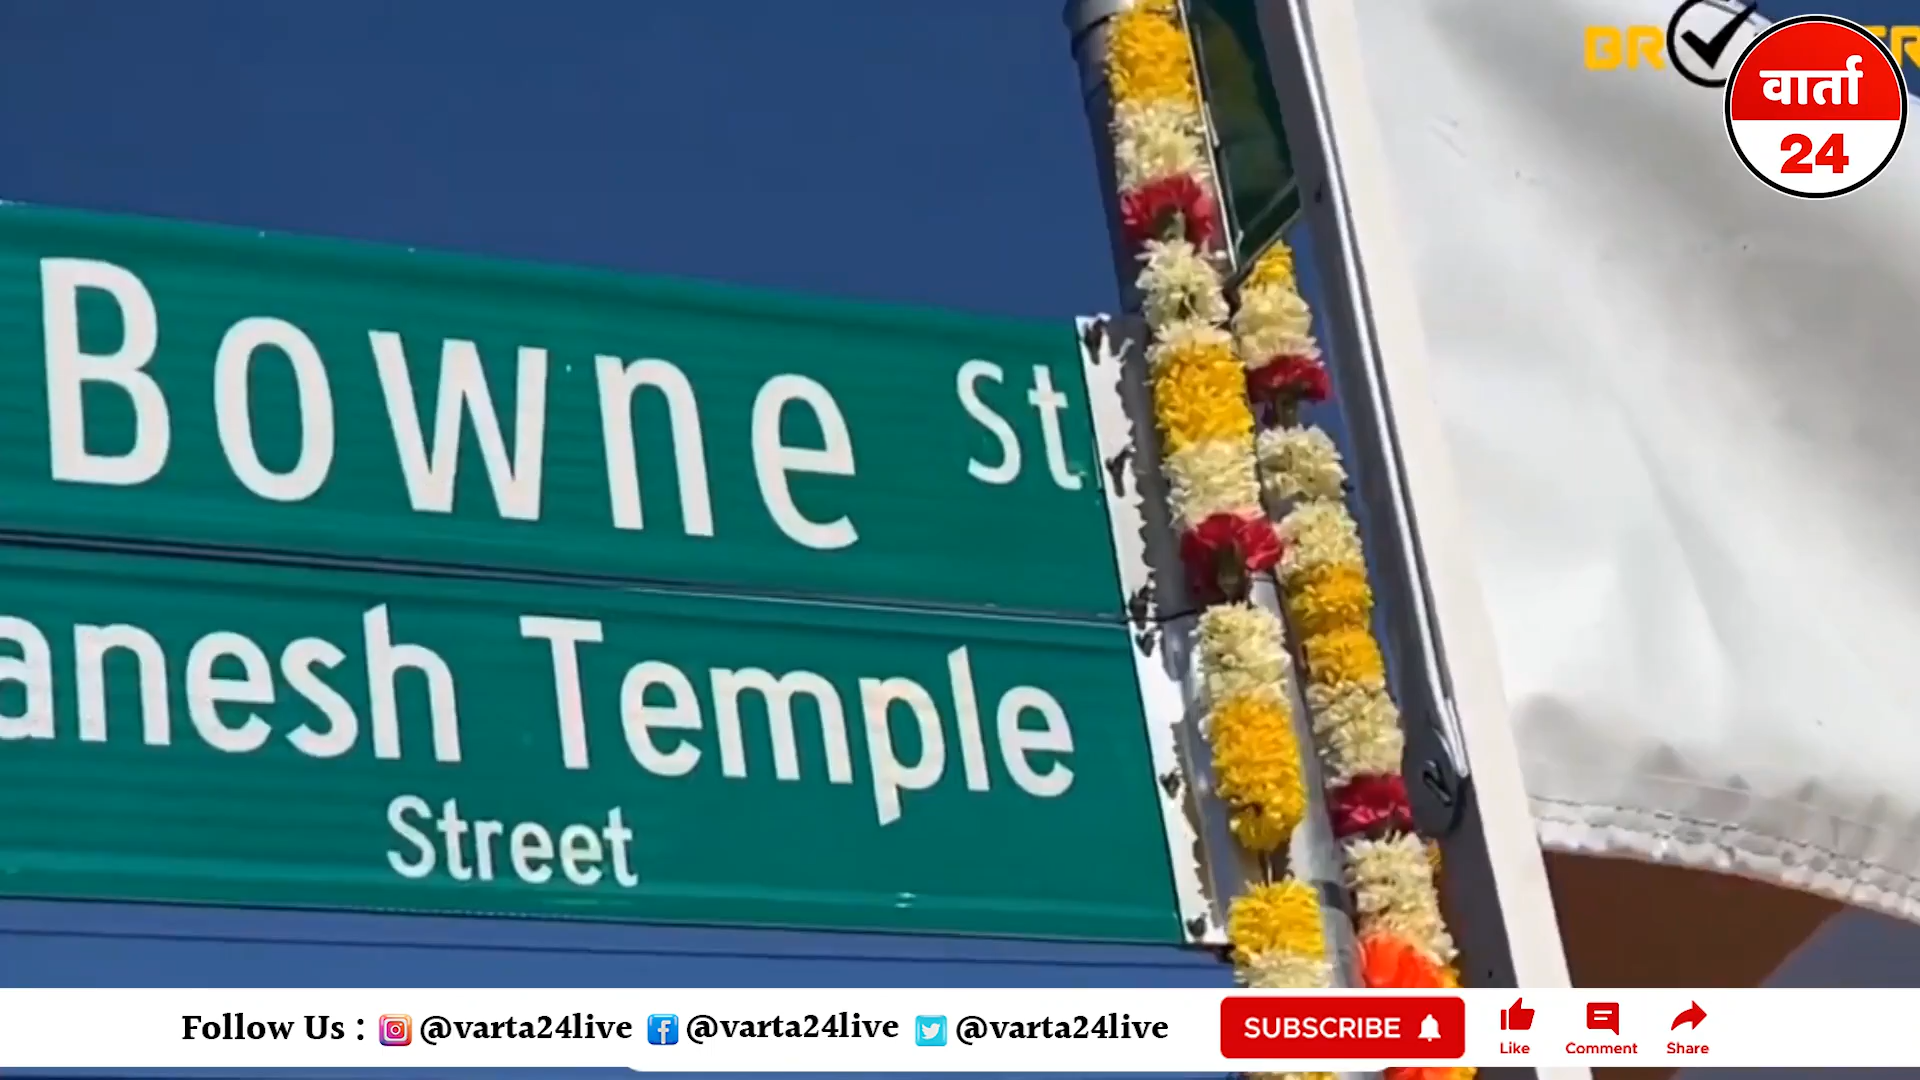 वार्ता
24
Bowne St
anesh Temple
Street
Follow Us : @varta24live @varta24live @varta24live
SUBSCRIBE
Like Comment Share